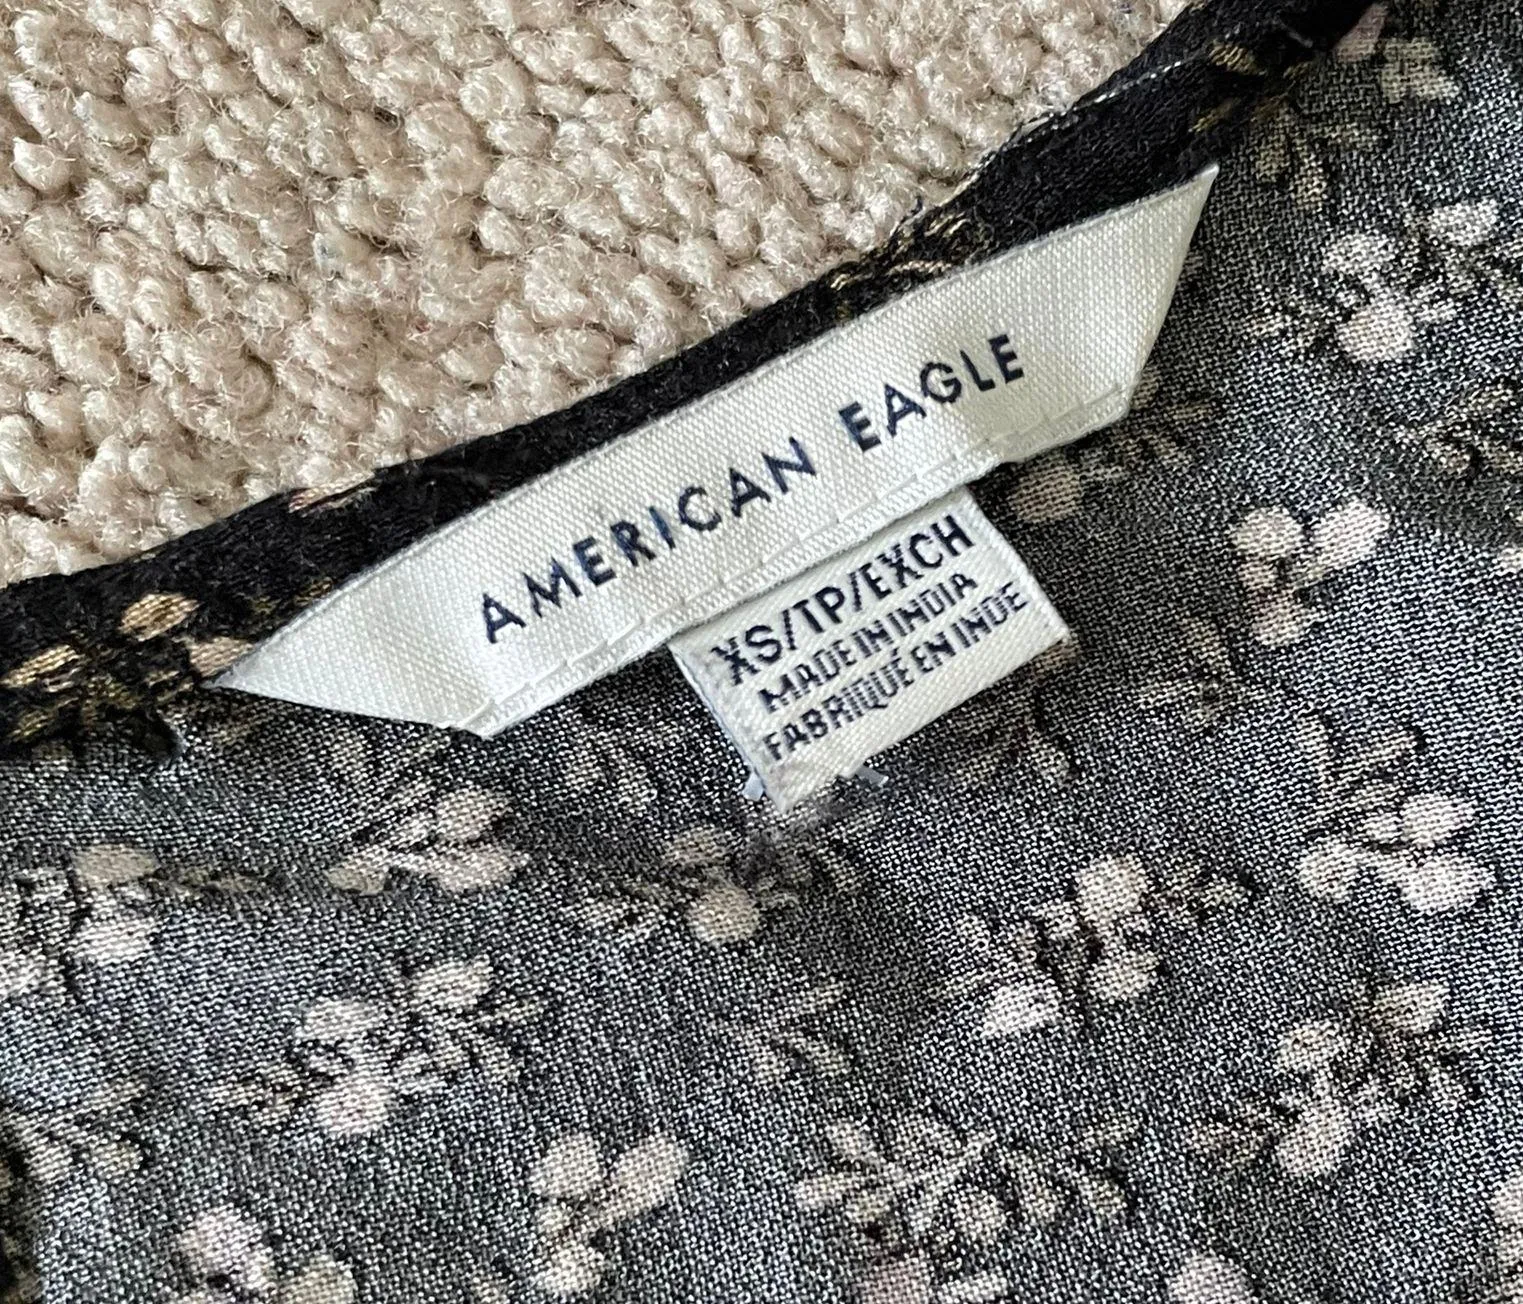 AMERICAN EAGLE
XS/TP/EXCH
MADE IN INDIA
FABRIQUÉ EN INDE